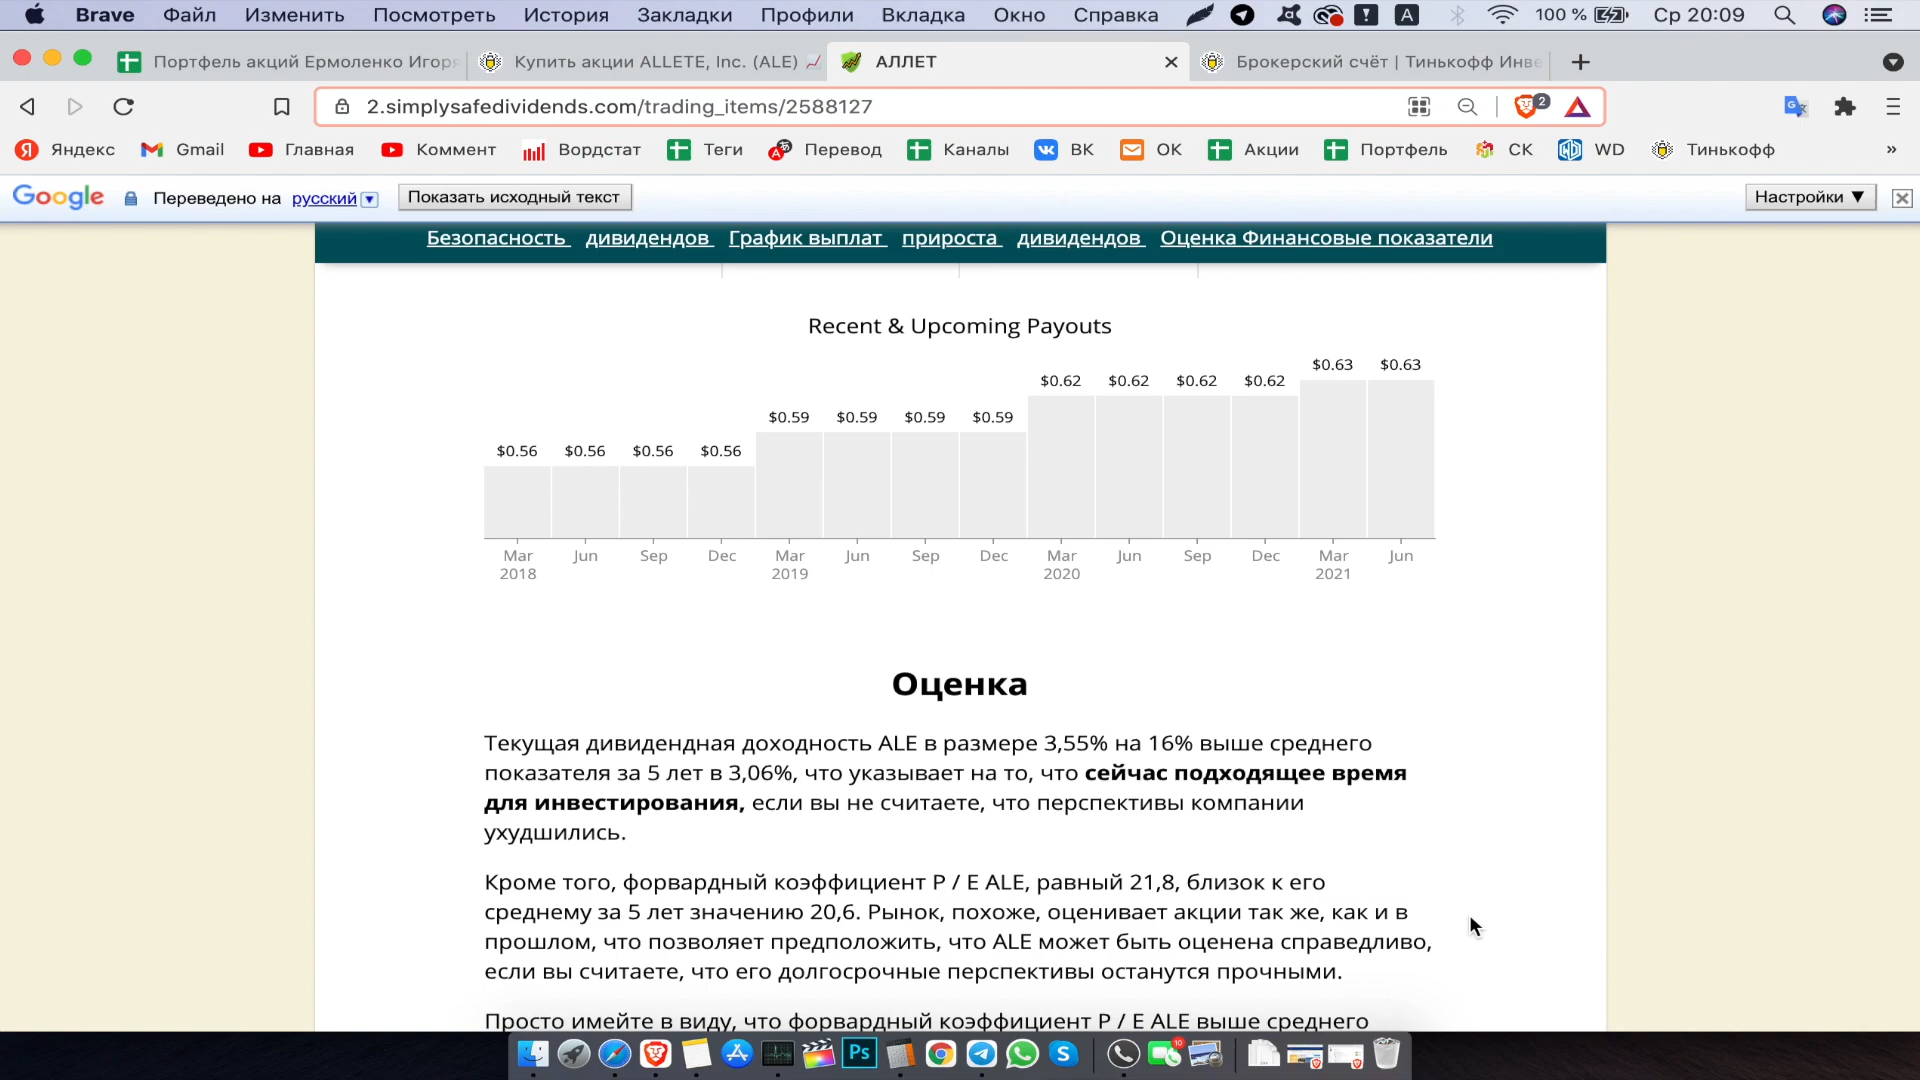 Brave Файл Изменить Посмотреть История Закладки Профили Вкладка Окно Справка 100 % Ср 20:09
Портфель акций Ермоленко Игоря Купить акции ALLETE, Inc. (ALE) АЛЛЕТ Брокерский счёт | Тинькофф Инве
2.simplysafedividends.com/trading_items/2588127 2
Яндекс Gmail Главная Коммент Вордстат Теги Перевод Каналы ВК ОК Акции Портфель СК WD Тинькофф »
Google Переведено на русский Показать исходный текст Настройки ▼
Безопасность дивидендов График выплат прироста дивидендов Оценка Финансовые показатели
Recent & Upcoming Payouts
$0.56 $0.56 $0.56 $0.56 $0.59 $0.59 $0.59 $0.59 $0.62 $0.62 $0.62 $0.62 $0.63 $0.63
Mar Jun Sep Dec Mar Jun Sep Dec Mar Jun Sep Dec Mar Jun
2018 2019 2020 2021
Оценка
Текущая дивидендная доходность ALE в размере 3,55% на 16% выше среднего
показателя за 5 лет в 3,06%, что указывает на то, что сейчас подходящее время
для инвестирования, если вы не считаете, что перспективы компании
ухудшились.
Кроме того, форвардный коэффициент P / E ALE, равный 21,8, близок к его
среднему за 5 лет значению 20,6. Рынок, похоже, оценивает акции так же, как и в
прошлом, что позволяет предположить, что ALE может быть оценена справедливо,
если вы считаете, что его долгосрочные перспективы останутся прочными.
Просто имейте в виду, что форвардный коэффициент P / E ALE выше среднего
Ps 10